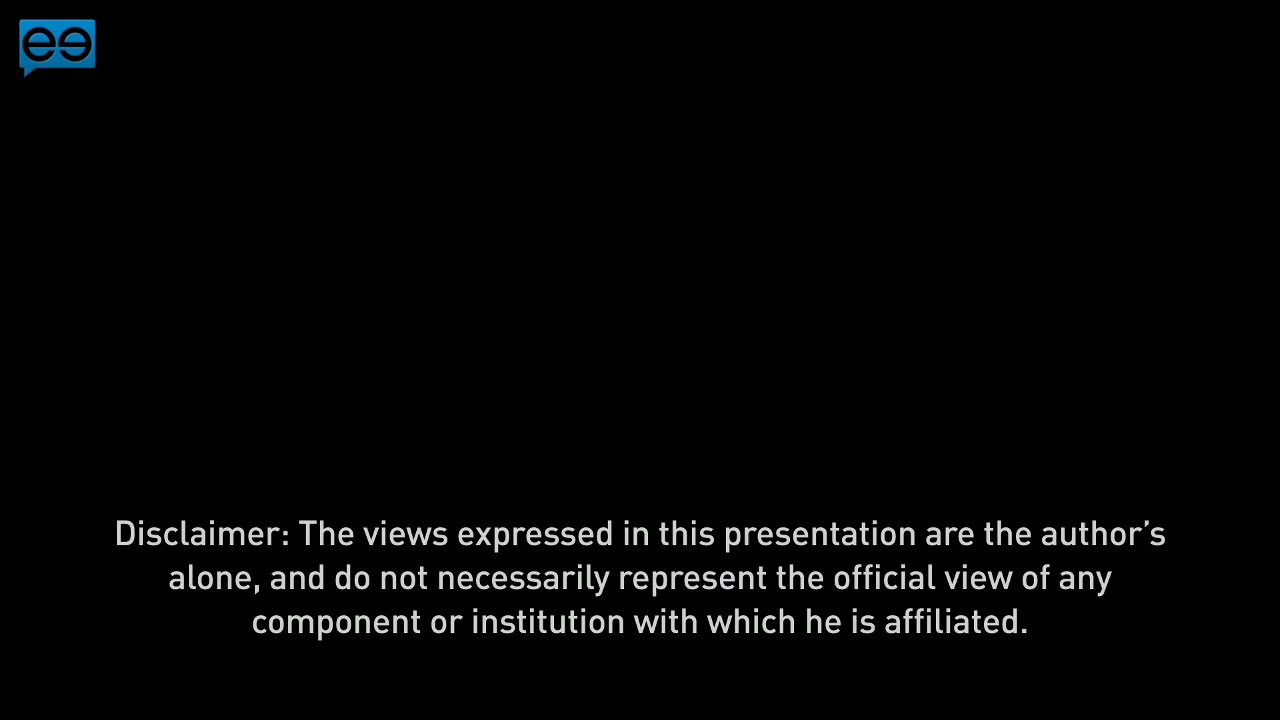 ee
Disclaimer: The views expressed in this presentation are the author’s
alone, and do not necessarily represent the official view of any
component or institution with which he is affiliated.